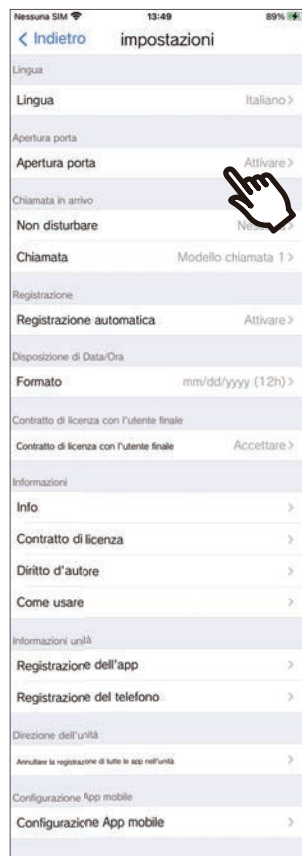 Nessuna SIM 13:49 89%
Indietro impostazioni
Lingua
Lingua Italiano
Apertura porta
Apertura porta Attivare
Chiamata in arrivo
Non disturbare
Chiamata Modello chiamata 1
Registrazione
Registrazione automatica Attivare
Disposizione di Data/Ora
Formato mm/dd/yyyy (12h)
Contratto di licenza con l'utente finale
Contratto di licenza con l'utente finale Accettare
Informazioni
Info
Contratto di licenza
Diritto d'autore
Come usare
Informazioni unità
Registrazione dell'app
Registrazione del telefono
Direzione dell'unità
Annullare la registrazione di tutte le app nell'unità
Configurazione App mobile
Configurazione App mobile